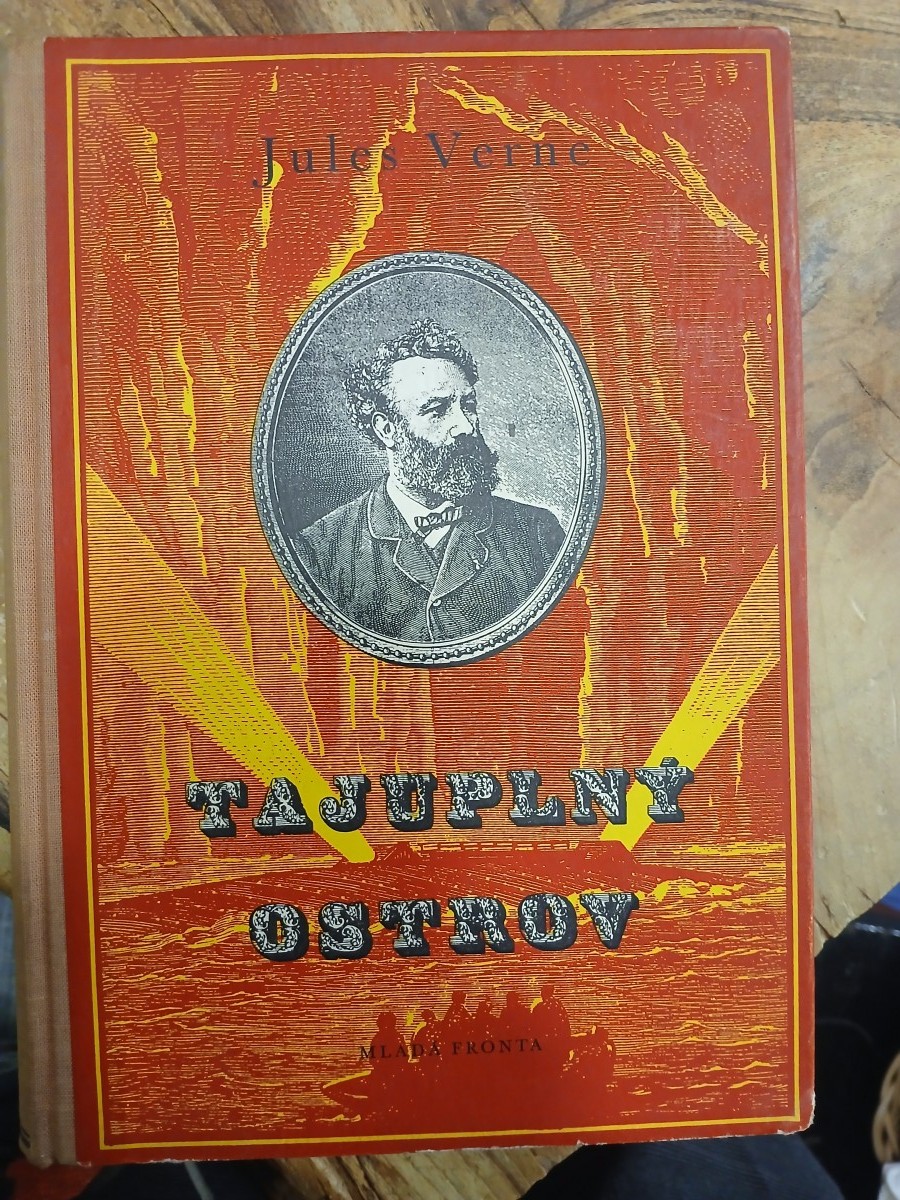 Jules Verne
TAJUPLNÝ
OSTROV
MLADÁ FRONTA